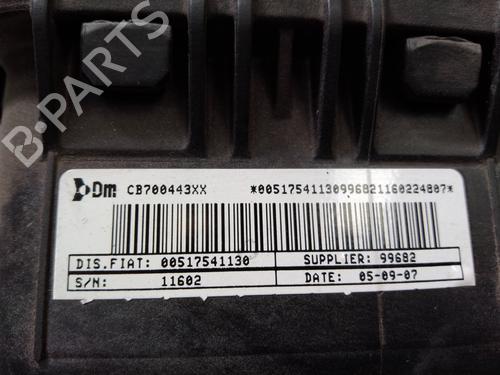 B-PARTS
Dm CB700443XX *00517541130996821160224807*
DIS.FIAT: 00517541130 SUPPLIER: 99682
S/N: 11602 DATE: 05-09-07